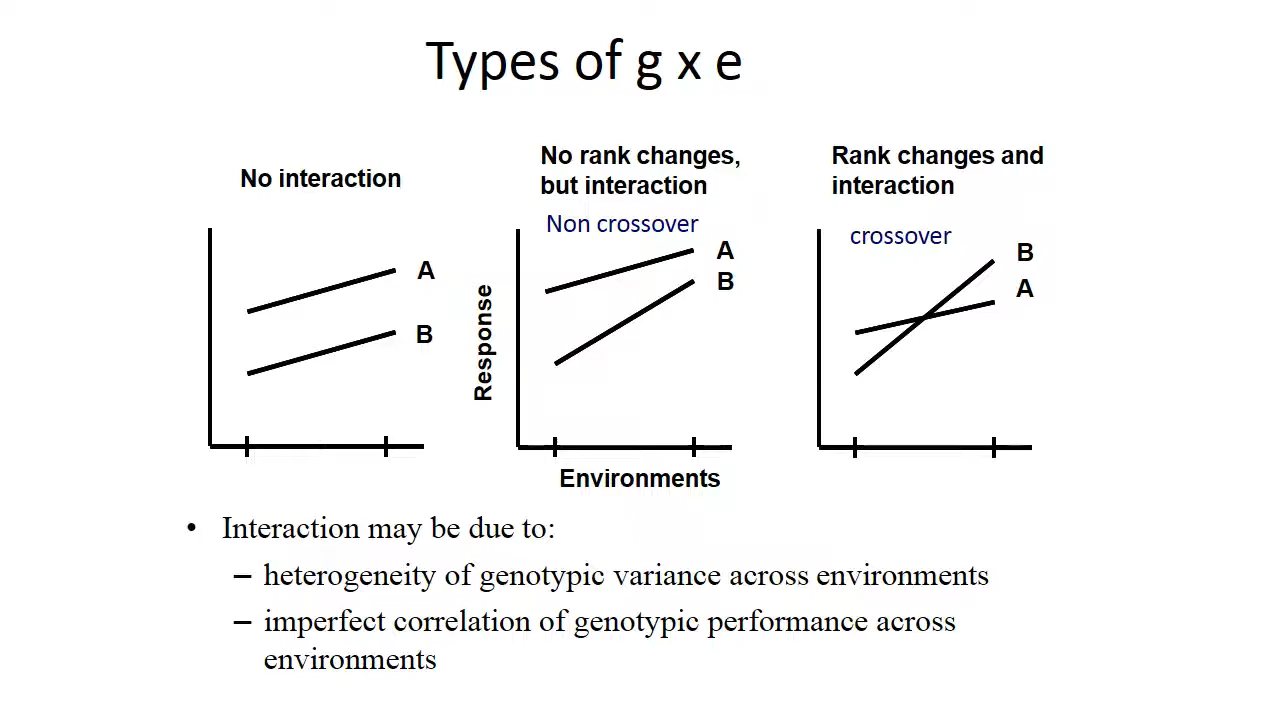 Types of g x e
No interaction
A
B
No rank changes,
but interaction
Non crossover
A
B
Response
Environments
Rank changes and
interaction
crossover
B
A
• Interaction may be due to:
– heterogeneity of genotypic variance across environments
– imperfect correlation of genotypic performance across
environments